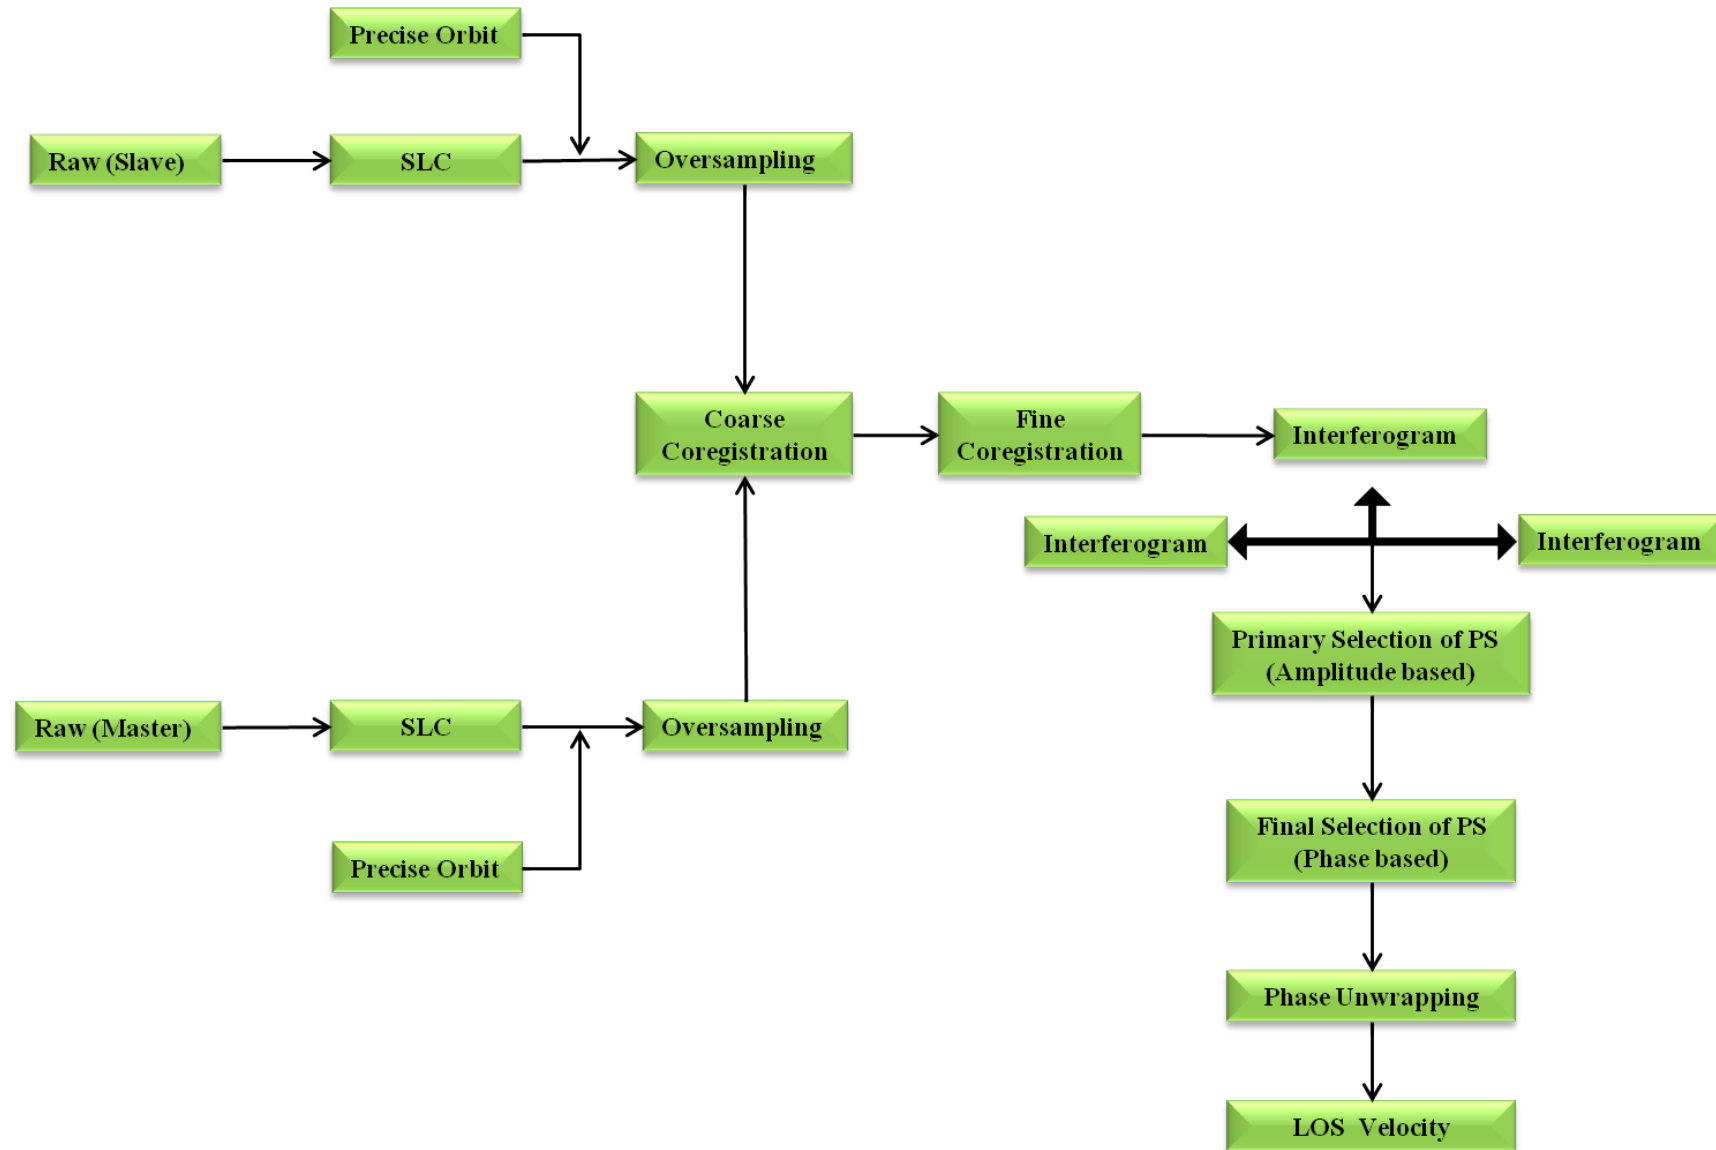 Precise Orbit
Raw (Slave)
SLC
Oversampling
Coarse
Coregistration
Fine
Coregistration
Interferogram
Interferogram
Interferogram
Primary Selection of PS
(Amplitude based)
Raw (Master)
SLC
Oversampling
Precise Orbit
Final Selection of PS
(Phase based)
Phase Unwrapping
LOS Velocity